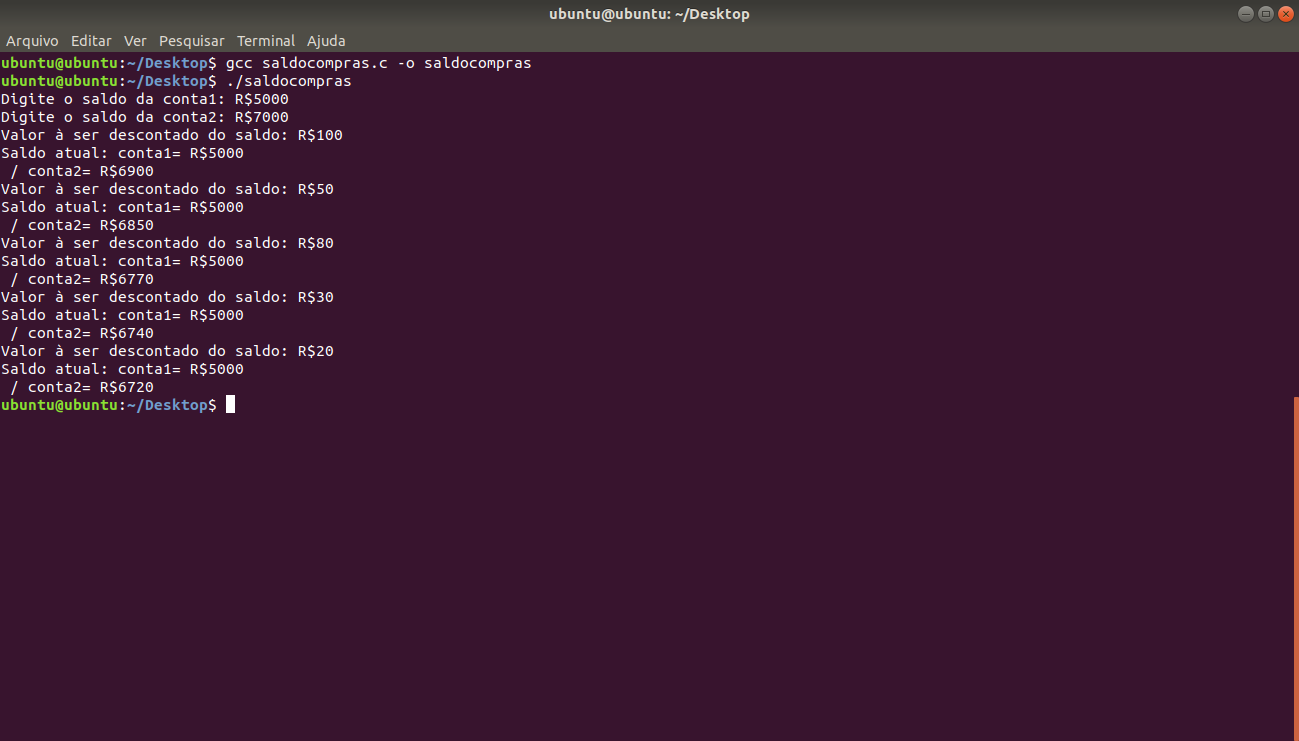 ubuntu@ubuntu: ~/Desktop
Arquivo Editar Ver Pesquisar Terminal Ajuda
ubuntu@ubuntu:~/Desktop$ gcc saldocompras.c -o saldocompras
ubuntu@ubuntu:~/Desktop$ ./saldocompras
Digite o saldo da conta1: R$5000
Digite o saldo da conta2: R$7000
Valor à ser descontado do saldo: R$100
Saldo atual: conta1= R$5000
 / conta2= R$6900
Valor à ser descontado do saldo: R$50
Saldo atual: conta1= R$5000
 / conta2= R$6850
Valor à ser descontado do saldo: R$80
Saldo atual: conta1= R$5000
 / conta2= R$6770
Valor à ser descontado do saldo: R$30
Saldo atual: conta1= R$5000
 / conta2= R$6740
Valor à ser descontado do saldo: R$20
Saldo atual: conta1= R$5000
 / conta2= R$6720
ubuntu@ubuntu:~/Desktop$